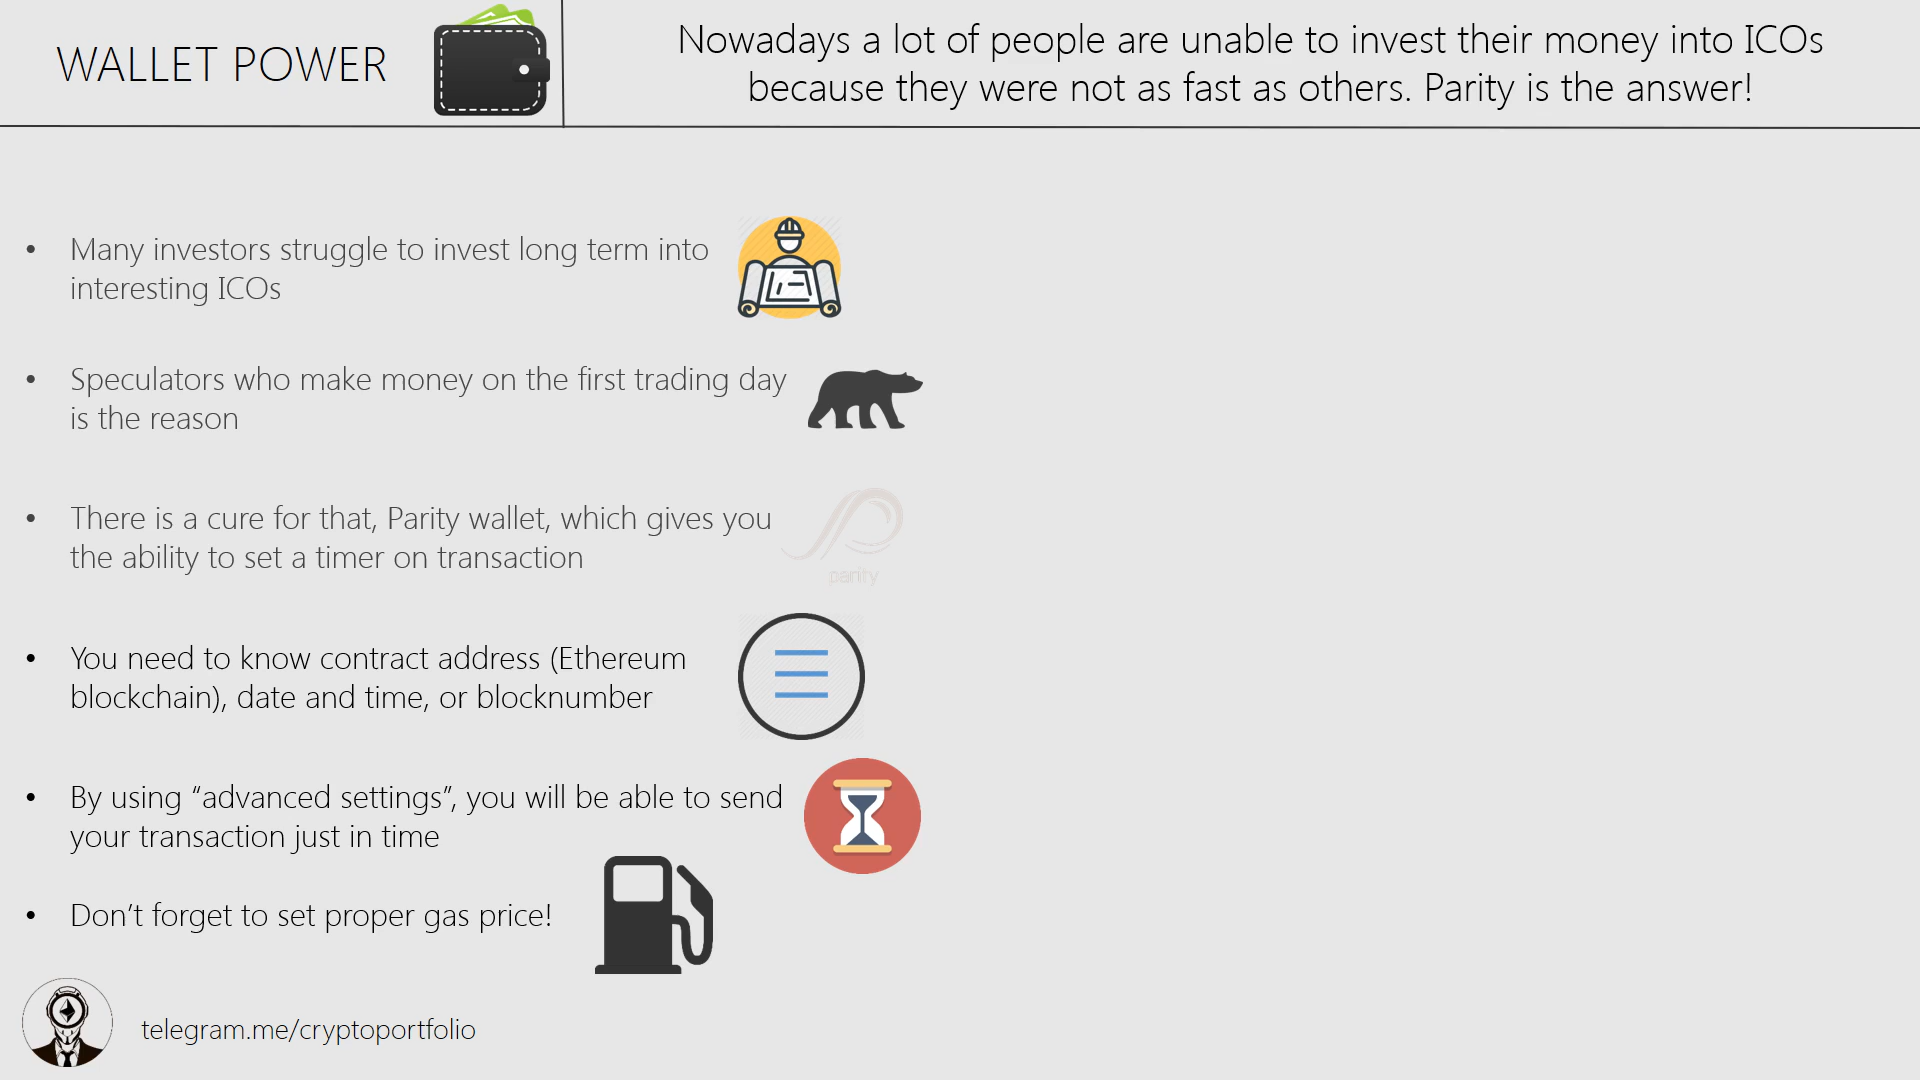 WALLET POWER
Nowadays a lot of people are unable to invest their money into ICOs
because they were not as fast as others. Parity is the answer!
• Many investors struggle to invest long term into
interesting ICOs
• Speculators who make money on the first trading day
is the reason
• There is a cure for that, Parity wallet, which gives you
the ability to set a timer on transaction
parity
• You need to know contract address (Ethereum
blockchain), date and time, or blocknumber
• By using “advanced settings”, you will be able to send
your transaction just in time
• Don’t forget to set proper gas price!
telegram.me/cryptoportfolio